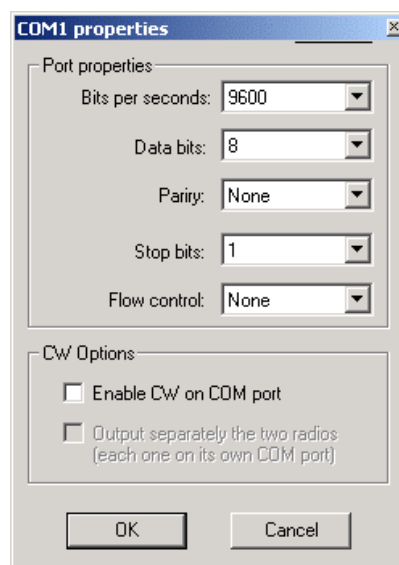 COM1 properties
Port properties
Bits per seconds: 9600
Data bits: 8
Pariry: None
Stop bits: 1
Flow control: None
CW Options
Enable CW on COM port
Output separately the two radios
(each one on its own COM port)
OK Cancel